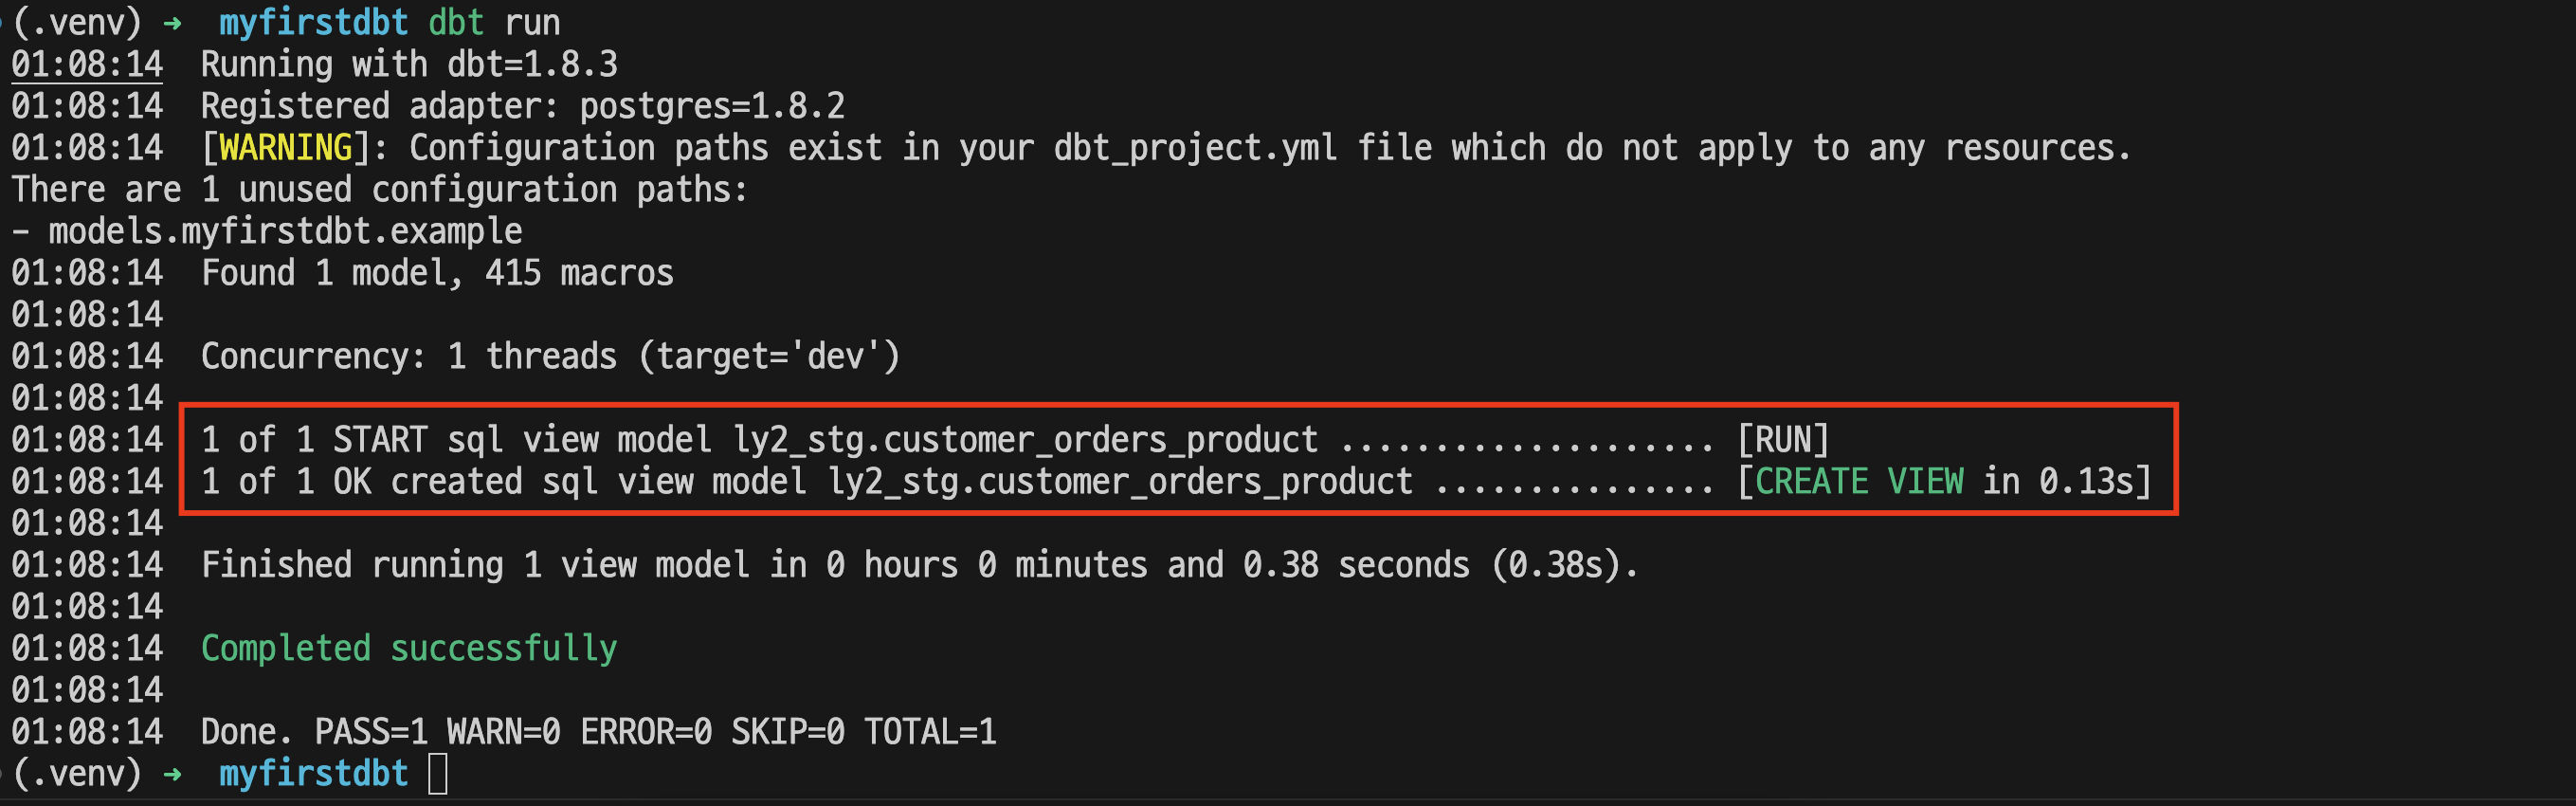 (.venv) → myfirstdbt dbt run
01:08:14 Running with dbt=1.8.3
01:08:14 Registered adapter: postgres=1.8.2
01:08:14 [WARNING]: Configuration paths exist in your dbt_project.yml file which do not apply to any resources.
There are 1 unused configuration paths:
- models.myfirstdbt.example
01:08:14 Found 1 model, 415 macros
01:08:14
01:08:14 Concurrency: 1 threads (target='dev')
01:08:14
01:08:14 1 of 1 START sql view model ly2_stg.customer_orders_product .................... [RUN]
01:08:14 1 of 1 OK created sql view model ly2_stg.customer_orders_product ............... [CREATE VIEW in 0.13s]
01:08:14
01:08:14 Finished running 1 view model in 0 hours 0 minutes and 0.38 seconds (0.38s).
01:08:14
01:08:14 Completed successfully
01:08:14
01:08:14 Done. PASS=1 WARN=0 ERROR=0 SKIP=0 TOTAL=1
(.venv) → myfirstdbt